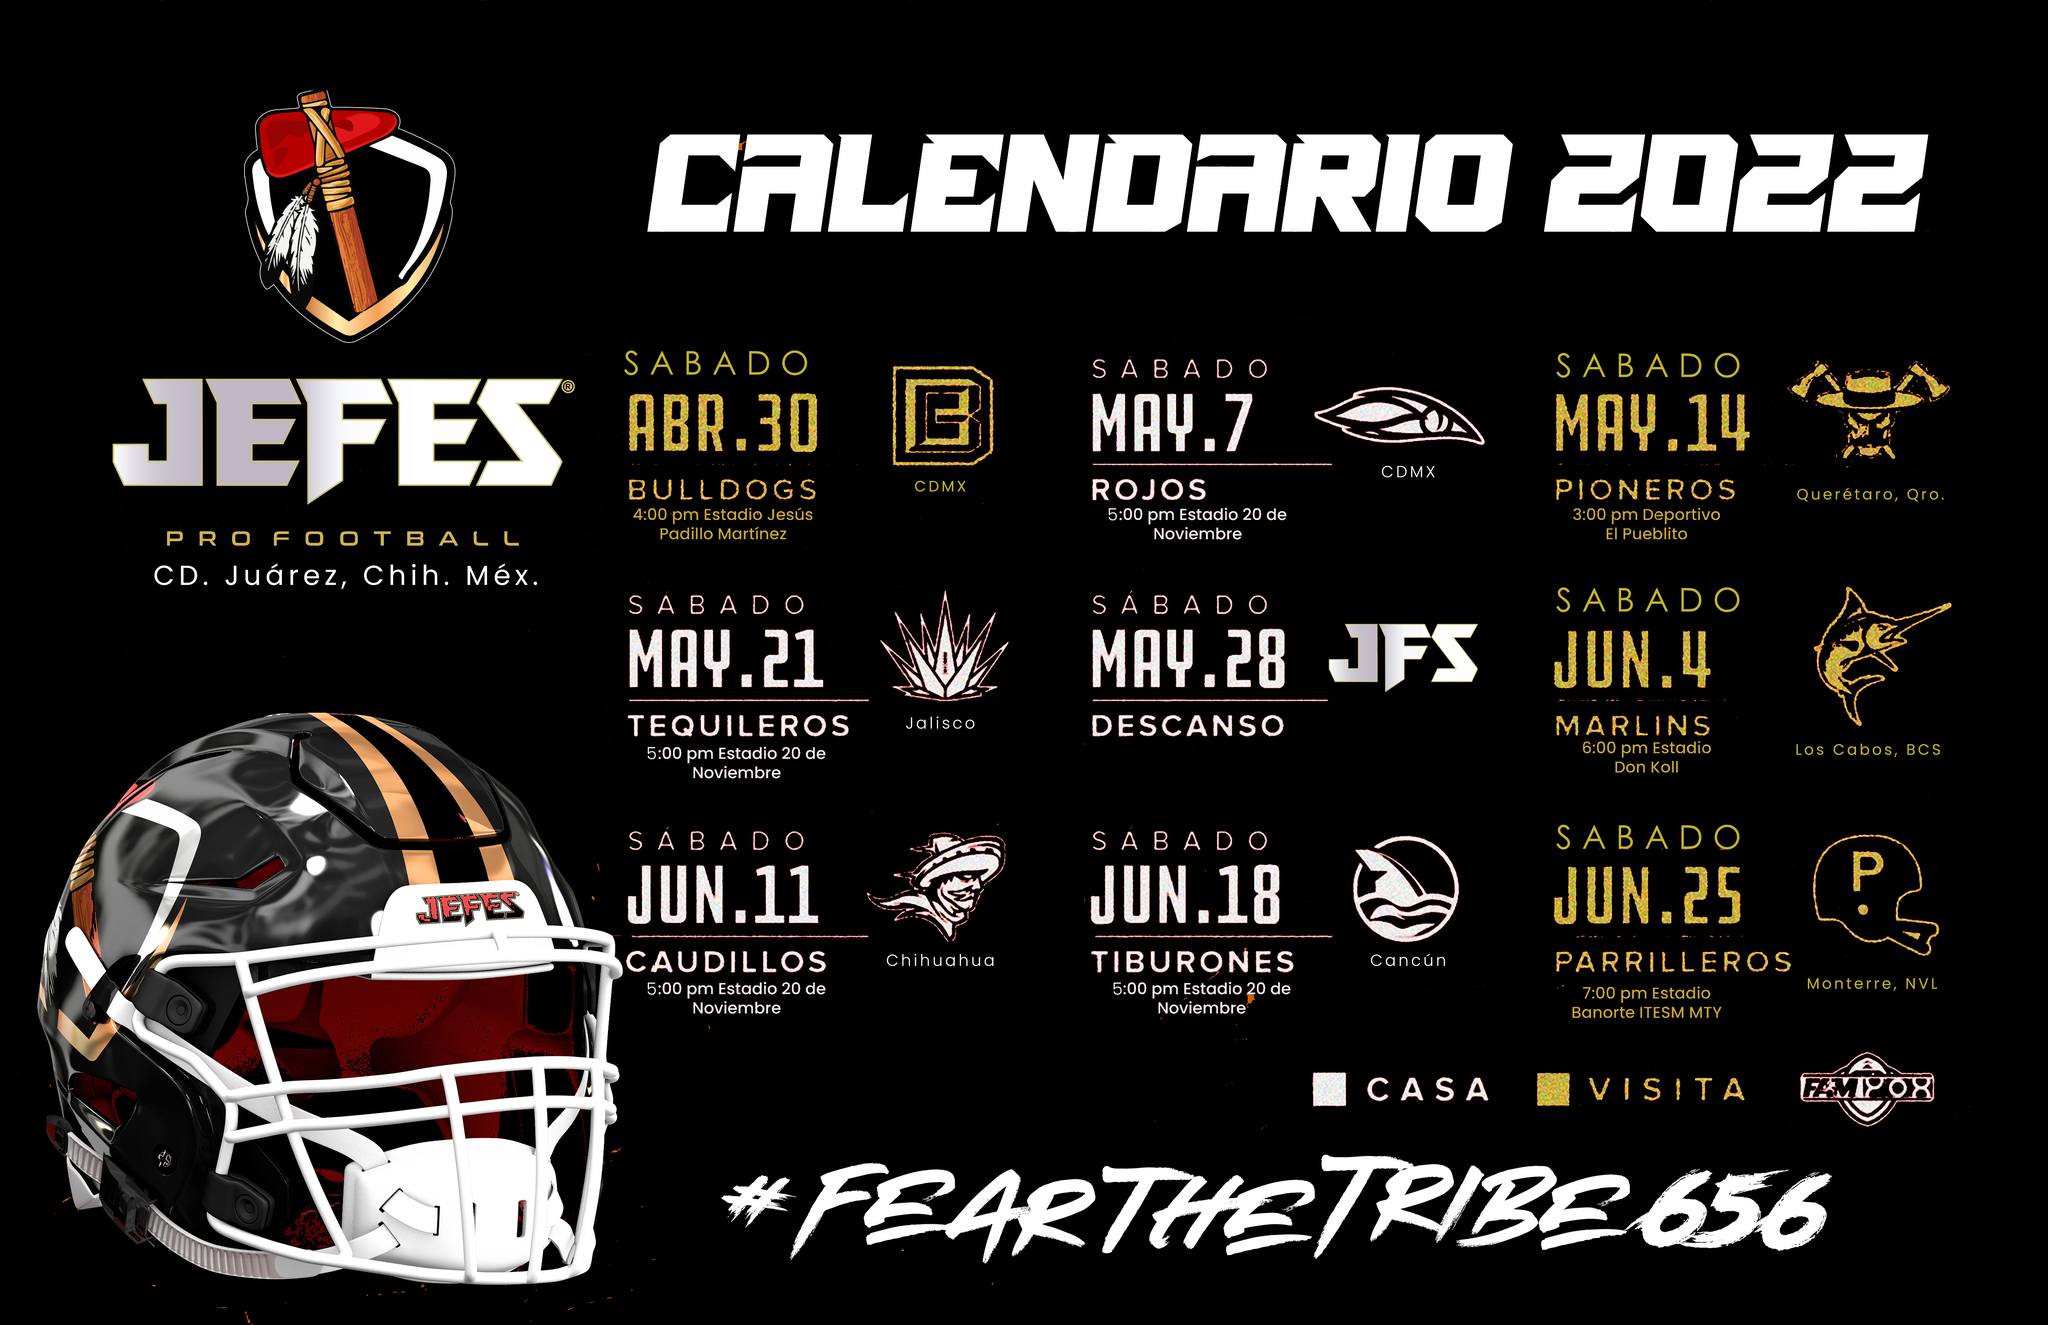 CALENDARIO 2022
JEFES®
PRO FOOTBALL
CD. Juárez, Chih. Méx.
SABADO
ABR.30
BULLDOGS
4:00 pm Estadio Jesús
Padillo Martínez
CDMX
SÁBADO
MAY.7
ROJOS
5:00 pm Estadio 20 de
Noviembre
CDMX
SABADO
MAY.14
PIONEROS
3:00 pm Deportivo
El Pueblito
Querétaro, Qro.
SÁBADO
MAY.21
TEQUILEROS
5:00 pm Estadio 20 de
Noviembre
Jalisco
SÁBADO
MAY.28
DESCANSO
JFS
SABADO
JUN.4
MARLINS
6:00 pm Estadio
Don Koll
Los Cabos, BCS
SÁBADO
JUN.11
CAUDILLOS
5:00 pm Estadio 20 de
Noviembre
Chihuahua
SÁBADO
JUN.18
TIBURONES
5:00 pm Estadio 20 de
Noviembre
Cancún
SABADO
JUN.25
PARRILLEROS
7:00 pm Estadio
Banorte ITESM MTY
P
Monterre, NVL
JEFES
CASA
VISITA
#FEARTHETRIBE656